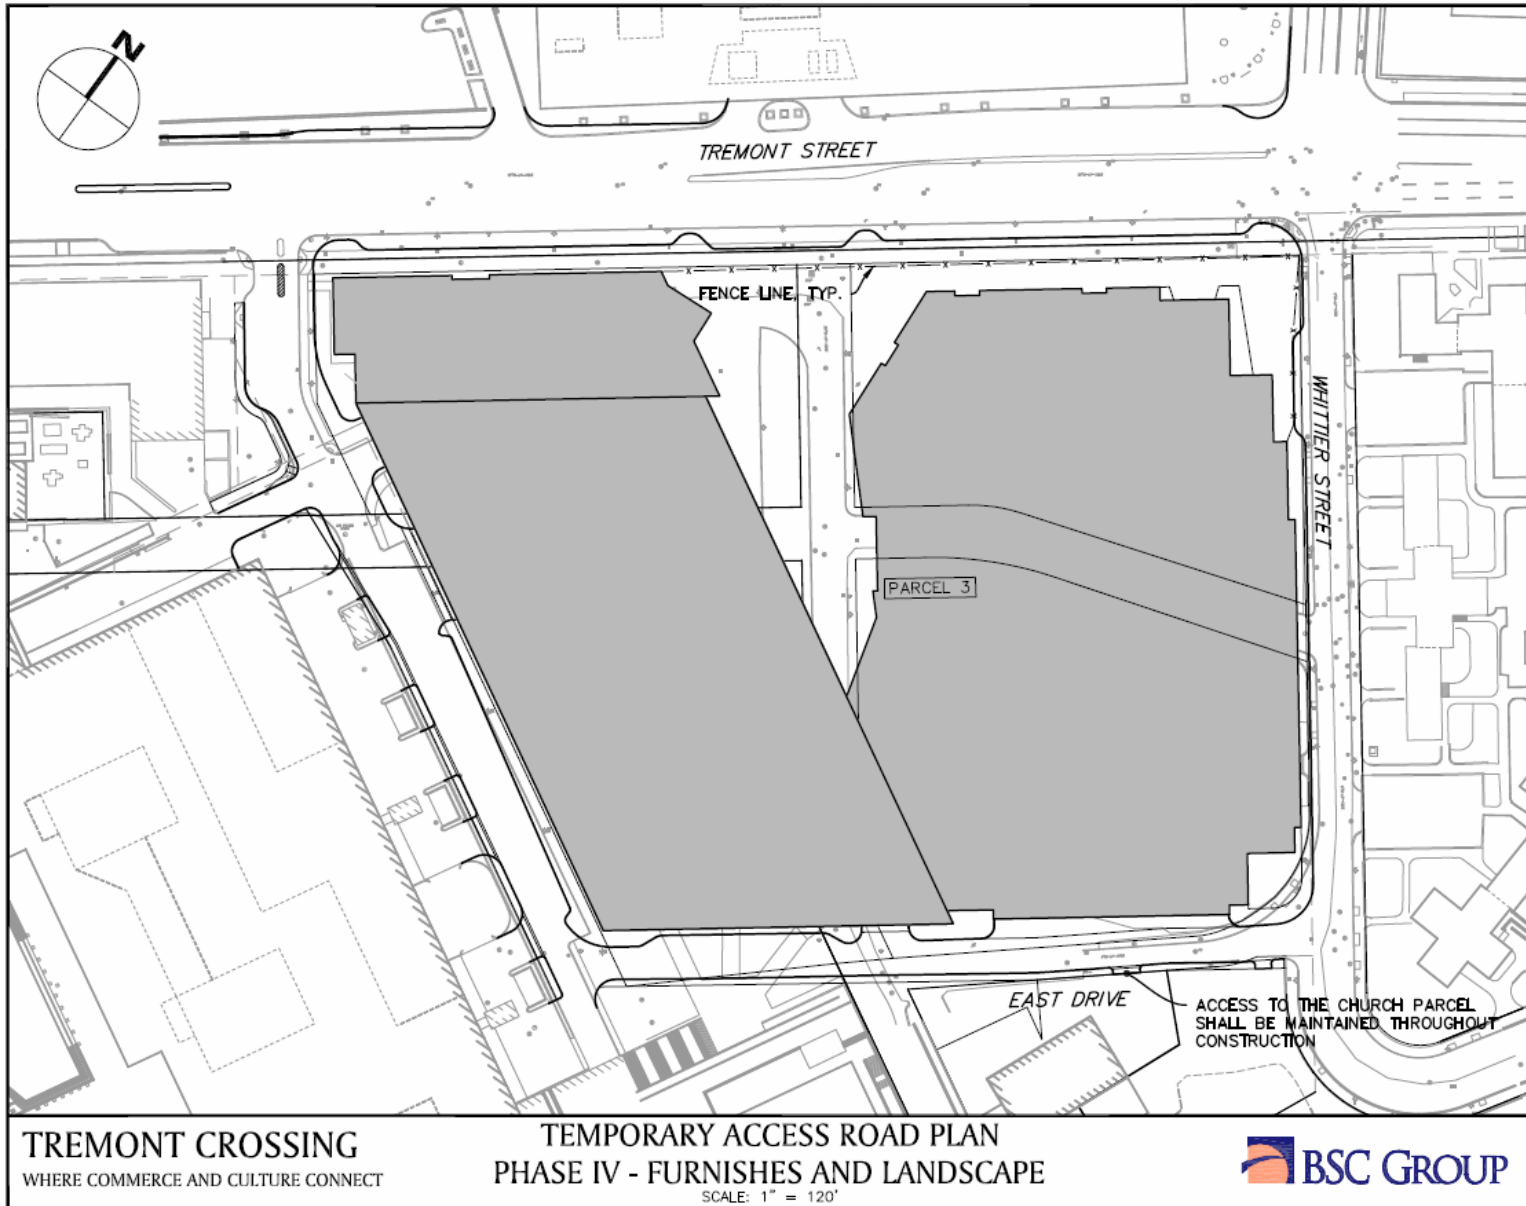 N
TREMONT STREET
FENCE LINE, TYP.
WHITTIER STREET
PARCEL 3
EAST DRIVE
ACCESS TO THE CHURCH PARCEL
SHALL BE MAINTAINED THROUGHOUT
CONSTRUCTION
TREMONT CROSSING
WHERE COMMERCE AND CULTURE CONNECT
TEMPORARY ACCESS ROAD PLAN
PHASE IV - FURNISHES AND LANDSCAPE
SCALE: 1" = 120'
BSC GROUP